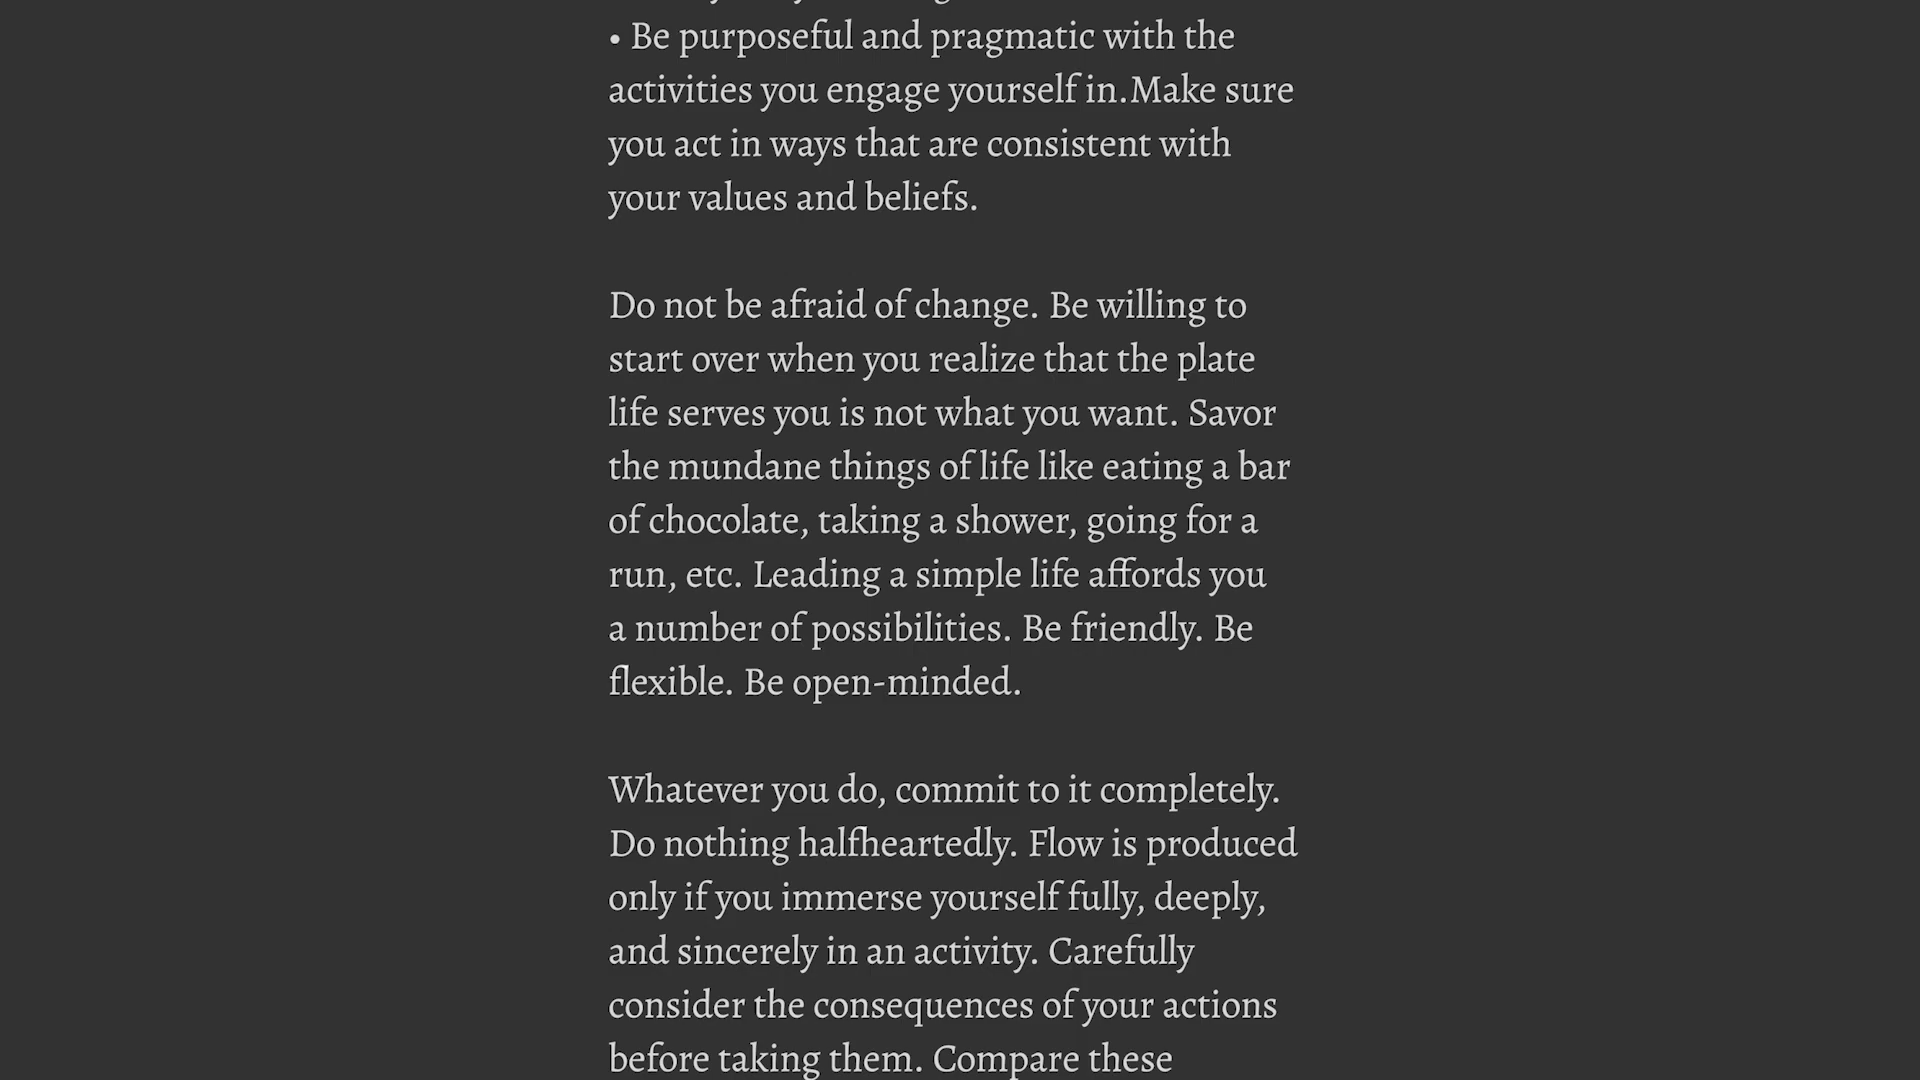 • Be purposeful and pragmatic with the
activities you engage yourself in.Make sure
you act in ways that are consistent with
your values and beliefs.
Do not be afraid of change. Be willing to
start over when you realize that the plate
life serves you is not what you want. Savor
the mundane things of life like eating a bar
of chocolate, taking a shower, going for a
run, etc. Leading a simple life affords you
a number of possibilities. Be friendly. Be
flexible. Be open-minded.
Whatever you do, commit to it completely.
Do nothing halfheartedly. Flow is produced
only if you immerse yourself fully, deeply,
and sincerely in an activity. Carefully
consider the consequences of your actions
before taking them. Compare these